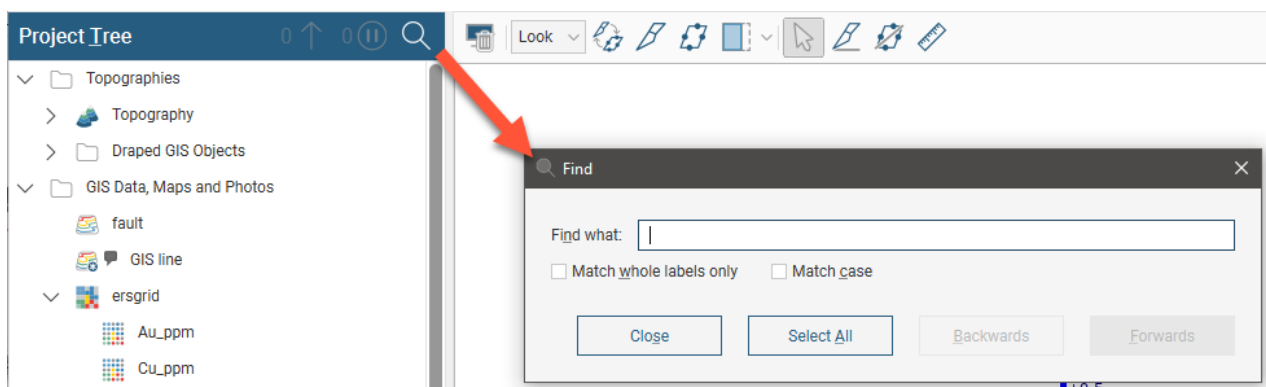 Project Tree 0 0
Look
Topographies
Topography
Draped GIS Objects
GIS Data, Maps and Photos
fault
GIS line
ersgrid
Au_ppm
Cu_ppm
Find
Find what:
Match whole labels only Match case
Close Select All Backwards Forwards